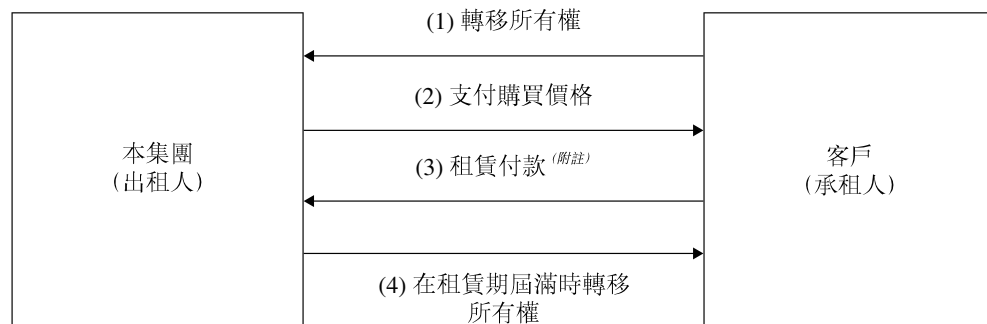 (1) 轉移所有權
(2) 支付購買價格
本集團
（出租人）
(3) 租賃付款（附註）
客戶
（承租人）
(4) 在租賃期屆滿時轉移
所有權